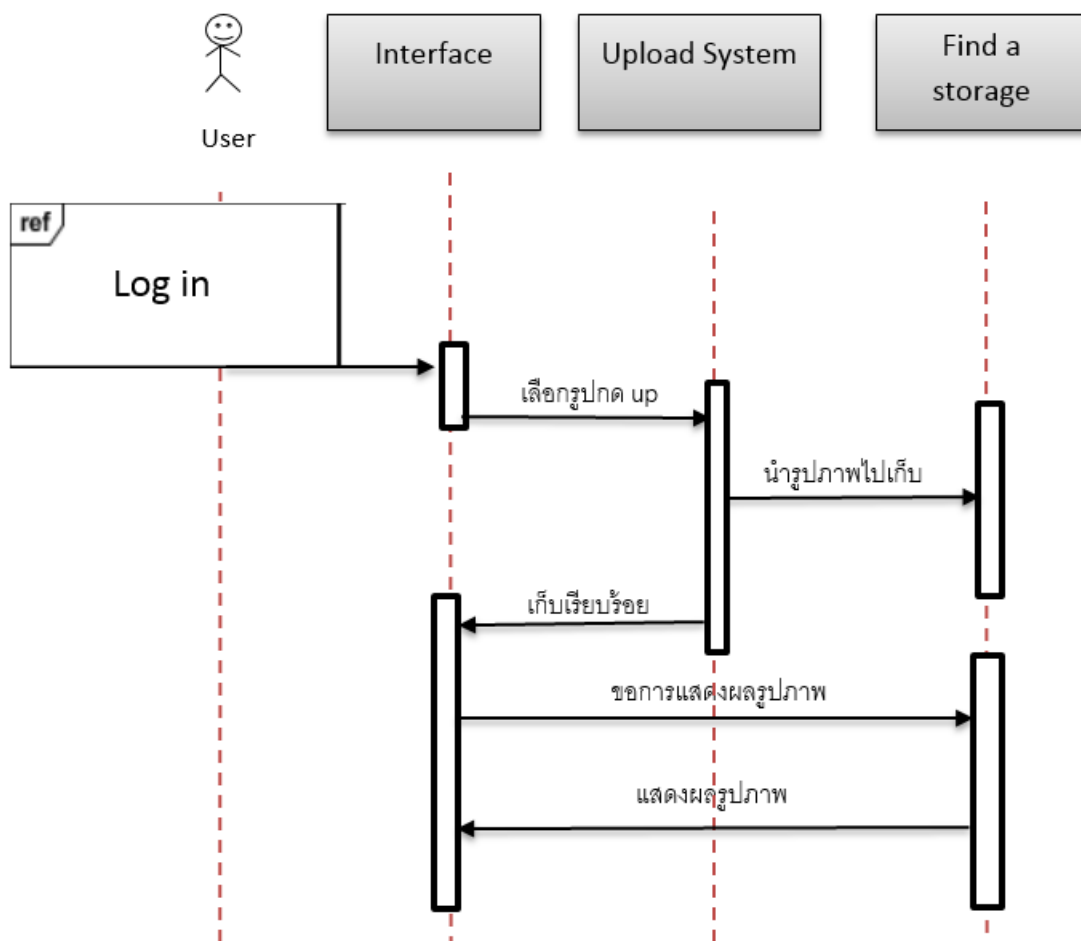 User
Interface
Upload System
Find a
storage
ref
Log in
เลือกรูปกด up
นำรูปภาพไปเก็บ
เก็บเรียบร้อย
ขอการแสดงผลรูปภาพ
แสดงผลรูปภาพ